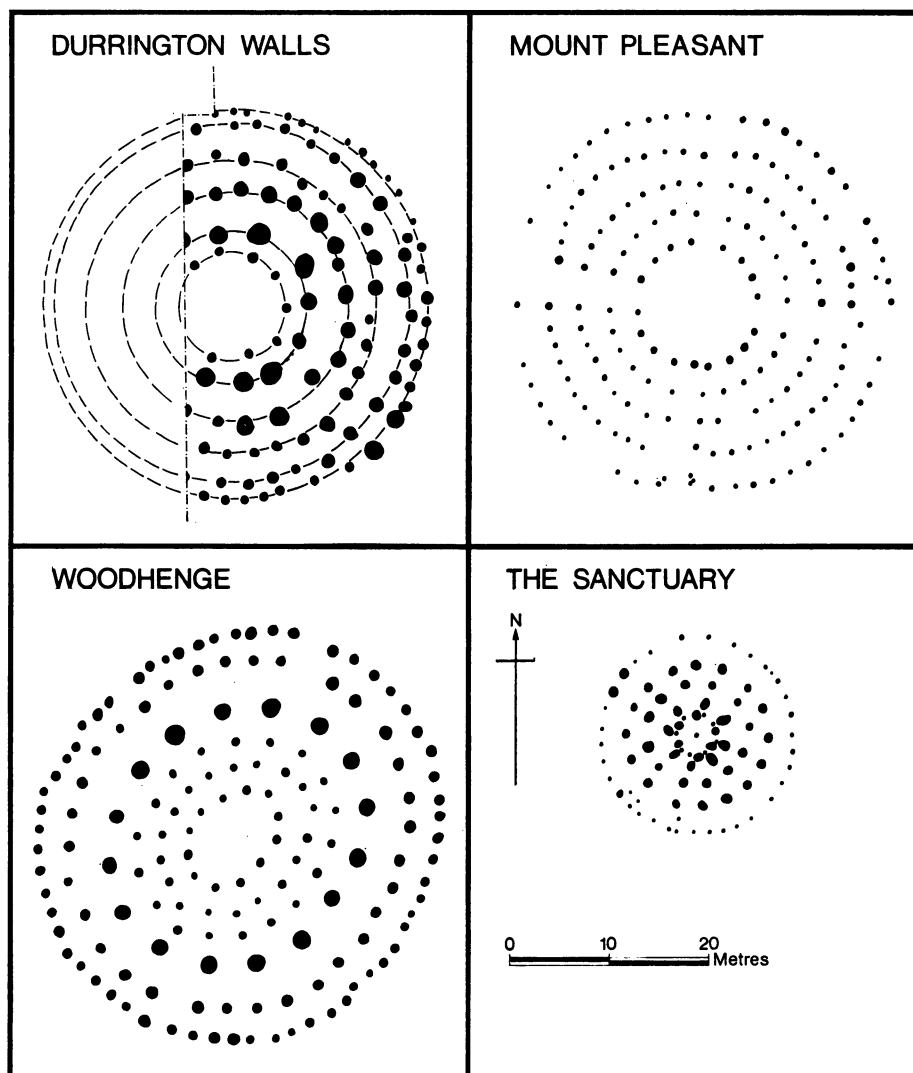 DURRINGTON WALLS
MOUNT PLEASANT
WOODHENGE
THE SANCTUARY
N
0 10 20
Metres